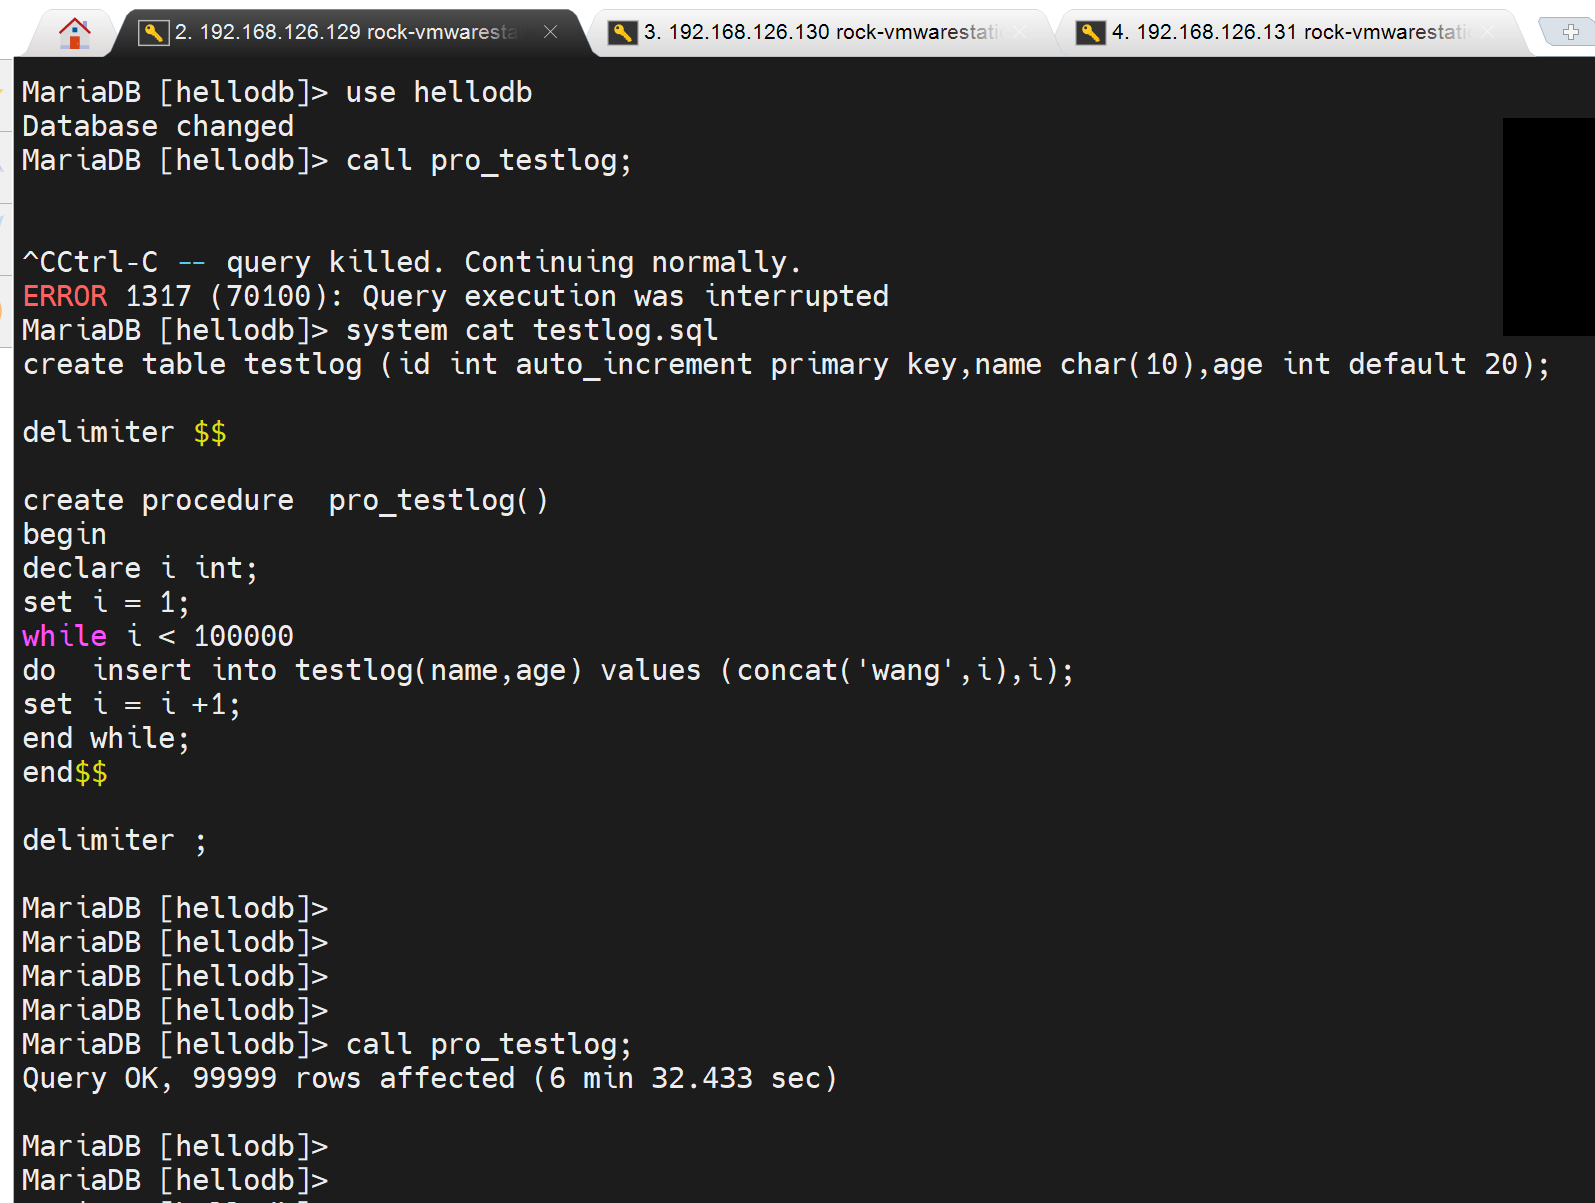 2. 192.168.126.129 rock-vmwaresta
3. 192.168.126.130 rock-vmwarestati
4. 192.168.126.131 rock-vmwarestati
MariaDB [hellodb]> use hellodb
Database changed
MariaDB [hellodb]> call pro_testlog;
^CCtrl-C -- query killed. Continuing normally.
ERROR 1317 (70100): Query execution was interrupted
MariaDB [hellodb]> system cat testlog.sql
create table testlog (id int auto_increment primary key,name char(10),age int default 20);
delimiter $$
create procedure  pro_testlog()
begin
declare i int;
set i = 1;
while i < 100000
do  insert into testlog(name,age) values (concat('wang',i),i);
set i = i +1;
end while;
end$$
delimiter ;
MariaDB [hellodb]>
MariaDB [hellodb]>
MariaDB [hellodb]>
MariaDB [hellodb]>
MariaDB [hellodb]> call pro_testlog;
Query OK, 99999 rows affected (6 min 32.433 sec)
MariaDB [hellodb]>
MariaDB [hellodb]>